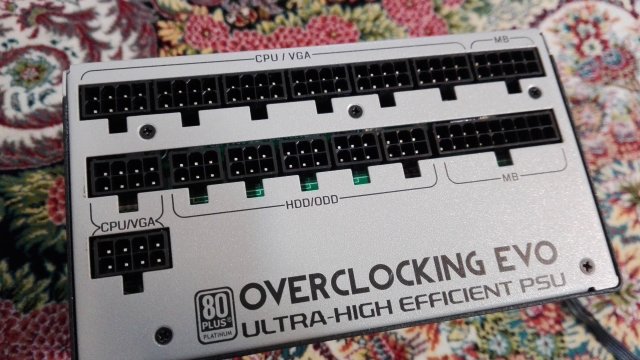 CPU / VGA
MB
HDD/ODD
MB
CPU/VGA
80
PLUS®
PLATINUM
OVERCLOCKING EVO
ULTRA-HIGH EFFICIENT PSU